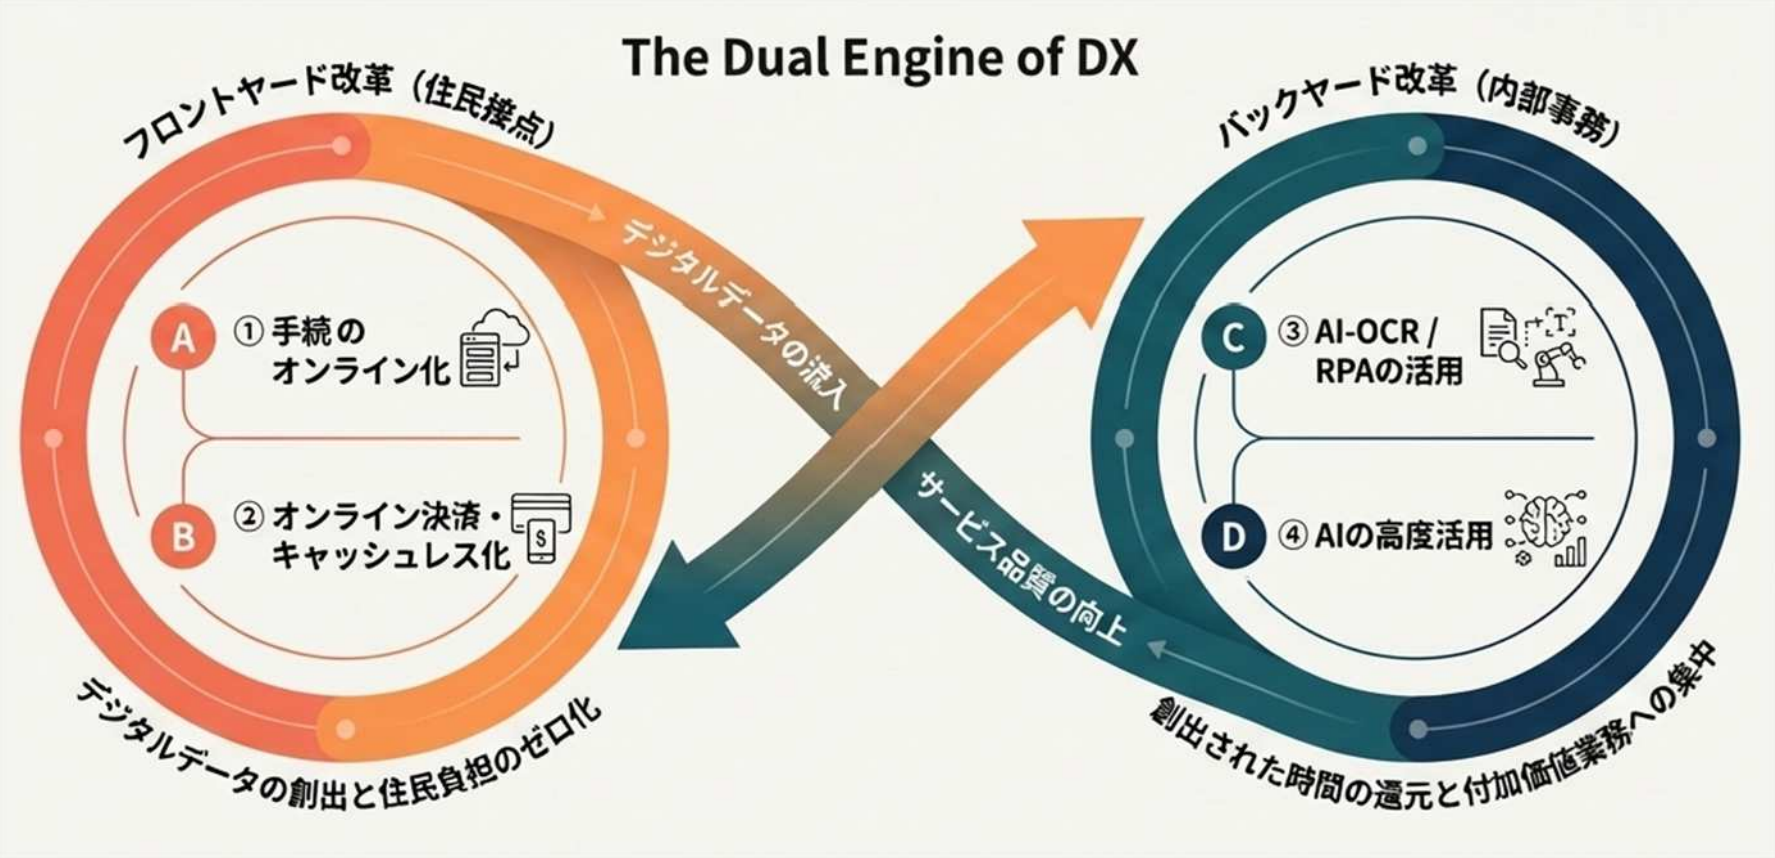 The Dual Engine of DX
フロントヤード改革（住民接点）
A
①手続の
オンライン化
B
②オンライン決済・
キャッシュレス化
$
デジタルデータの創出と住民負担のゼロ化
デジタルデータの流入
サービス品質の向上
バックヤード改革（内部事務）
C
③AI-OCR /
RPAの活用
T
D
④AIの高度活用
創出された時間の還元と付加価値業務への集中